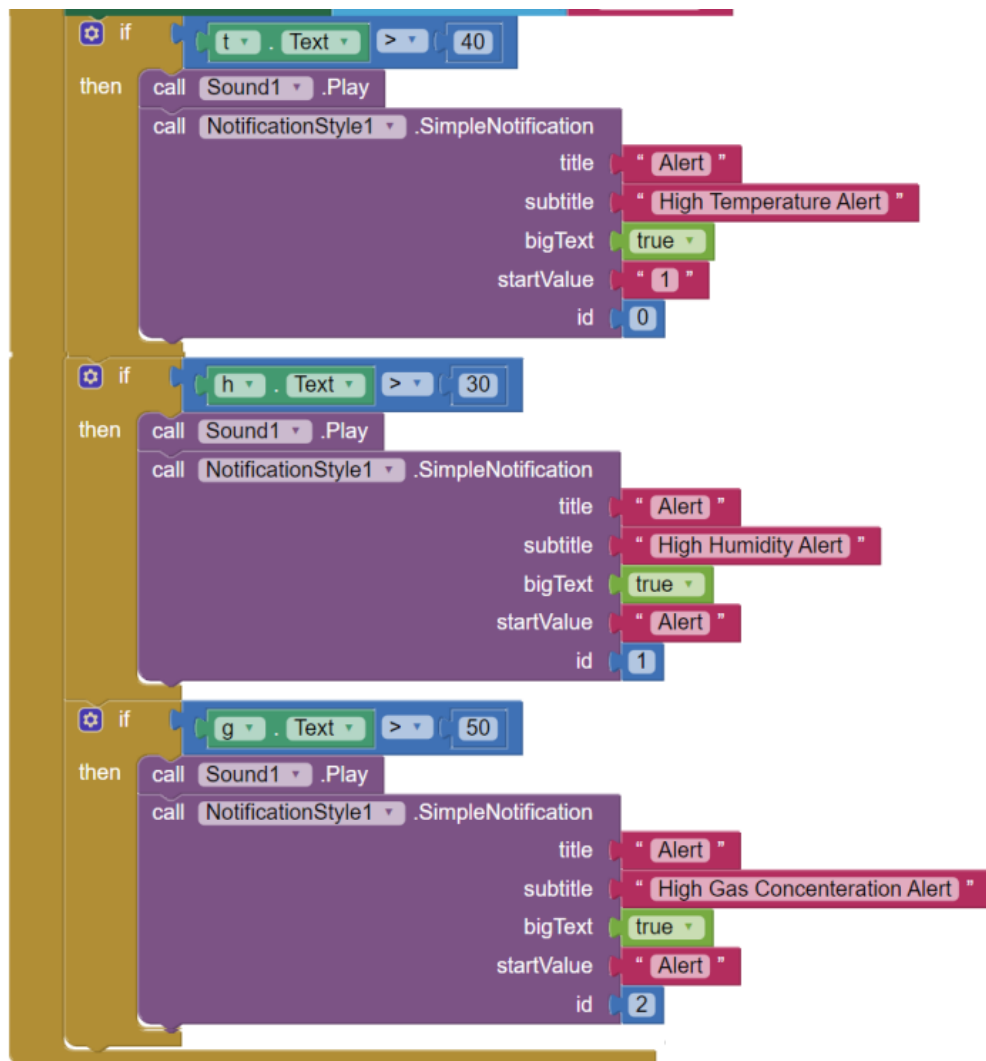 if t . Text > 40
then call Sound1 .Play
call NotificationStyle1 .SimpleNotification
title “ Alert ”
subtitle “ High Temperature Alert ”
bigText true
startValue “ 1 ”
id 0
if h . Text > 30
then call Sound1 .Play
call NotificationStyle1 .SimpleNotification
title “ Alert ”
subtitle “ High Humidity Alert ”
bigText true
startValue “ Alert ”
id 1
if g . Text > 50
then call Sound1 .Play
call NotificationStyle1 .SimpleNotification
title “ Alert ”
subtitle “ High Gas Concenteration Alert ”
bigText true
startValue “ Alert ”
id 2